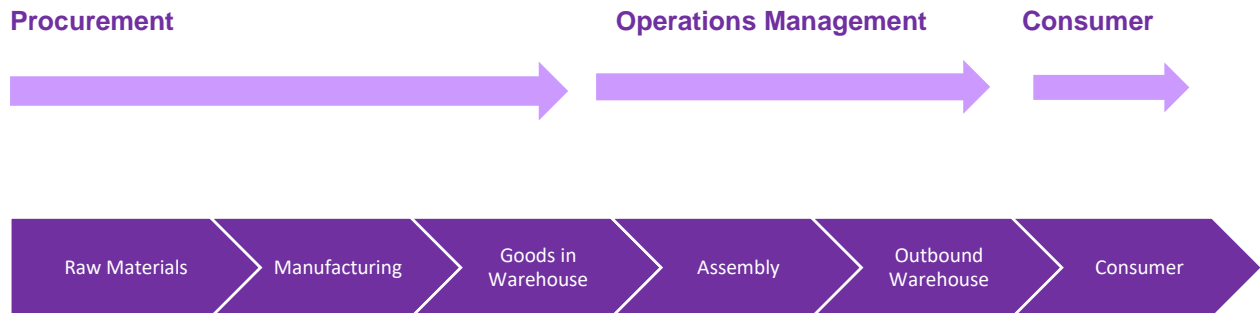 Procurement
Operations Management
Consumer
Raw Materials
Manufacturing
Goods in
Warehouse
Assembly
Outbound
Warehouse
Consumer